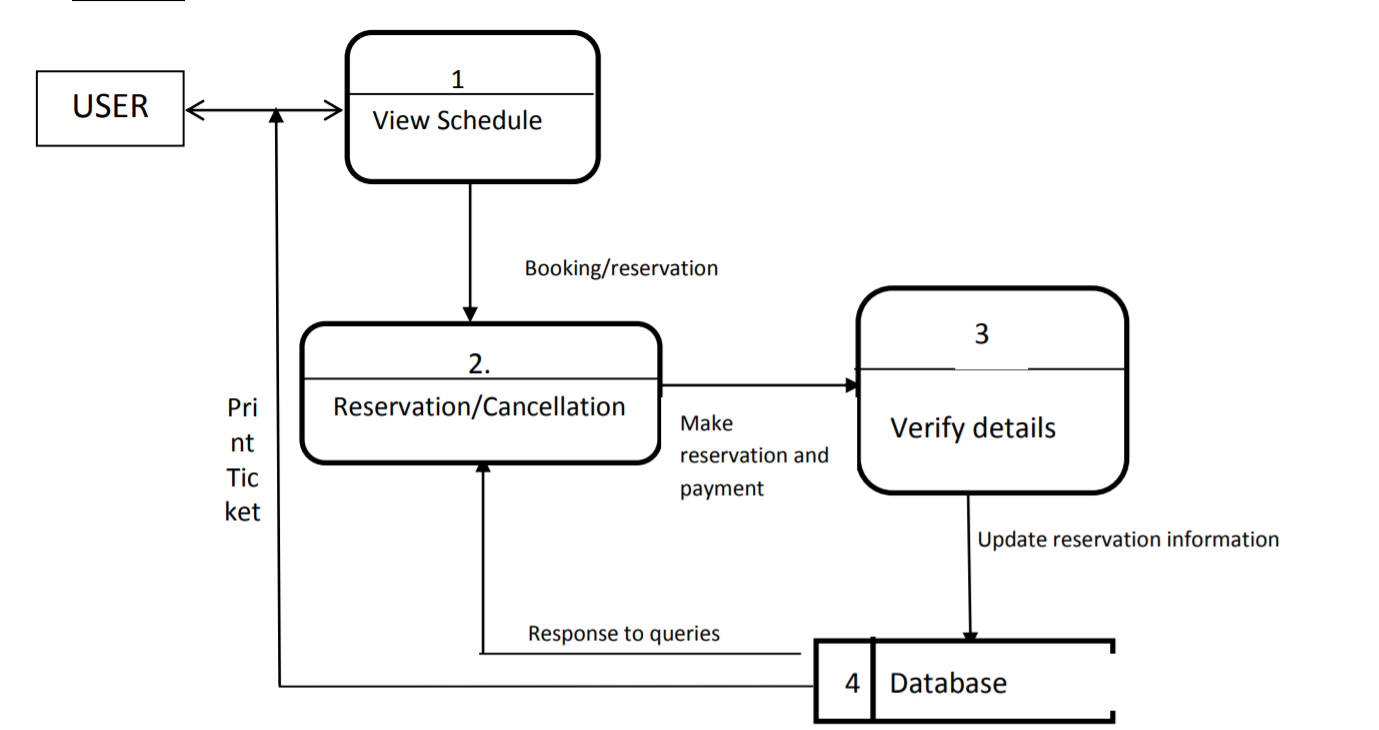 1
USER
View Schedule
Booking/reservation
3
2.
Reservation/Cancellation
Make
reservation and
payment
Verify details
Pri
nt
Tic
ket
Update reservation information
Response to queries
4
Database